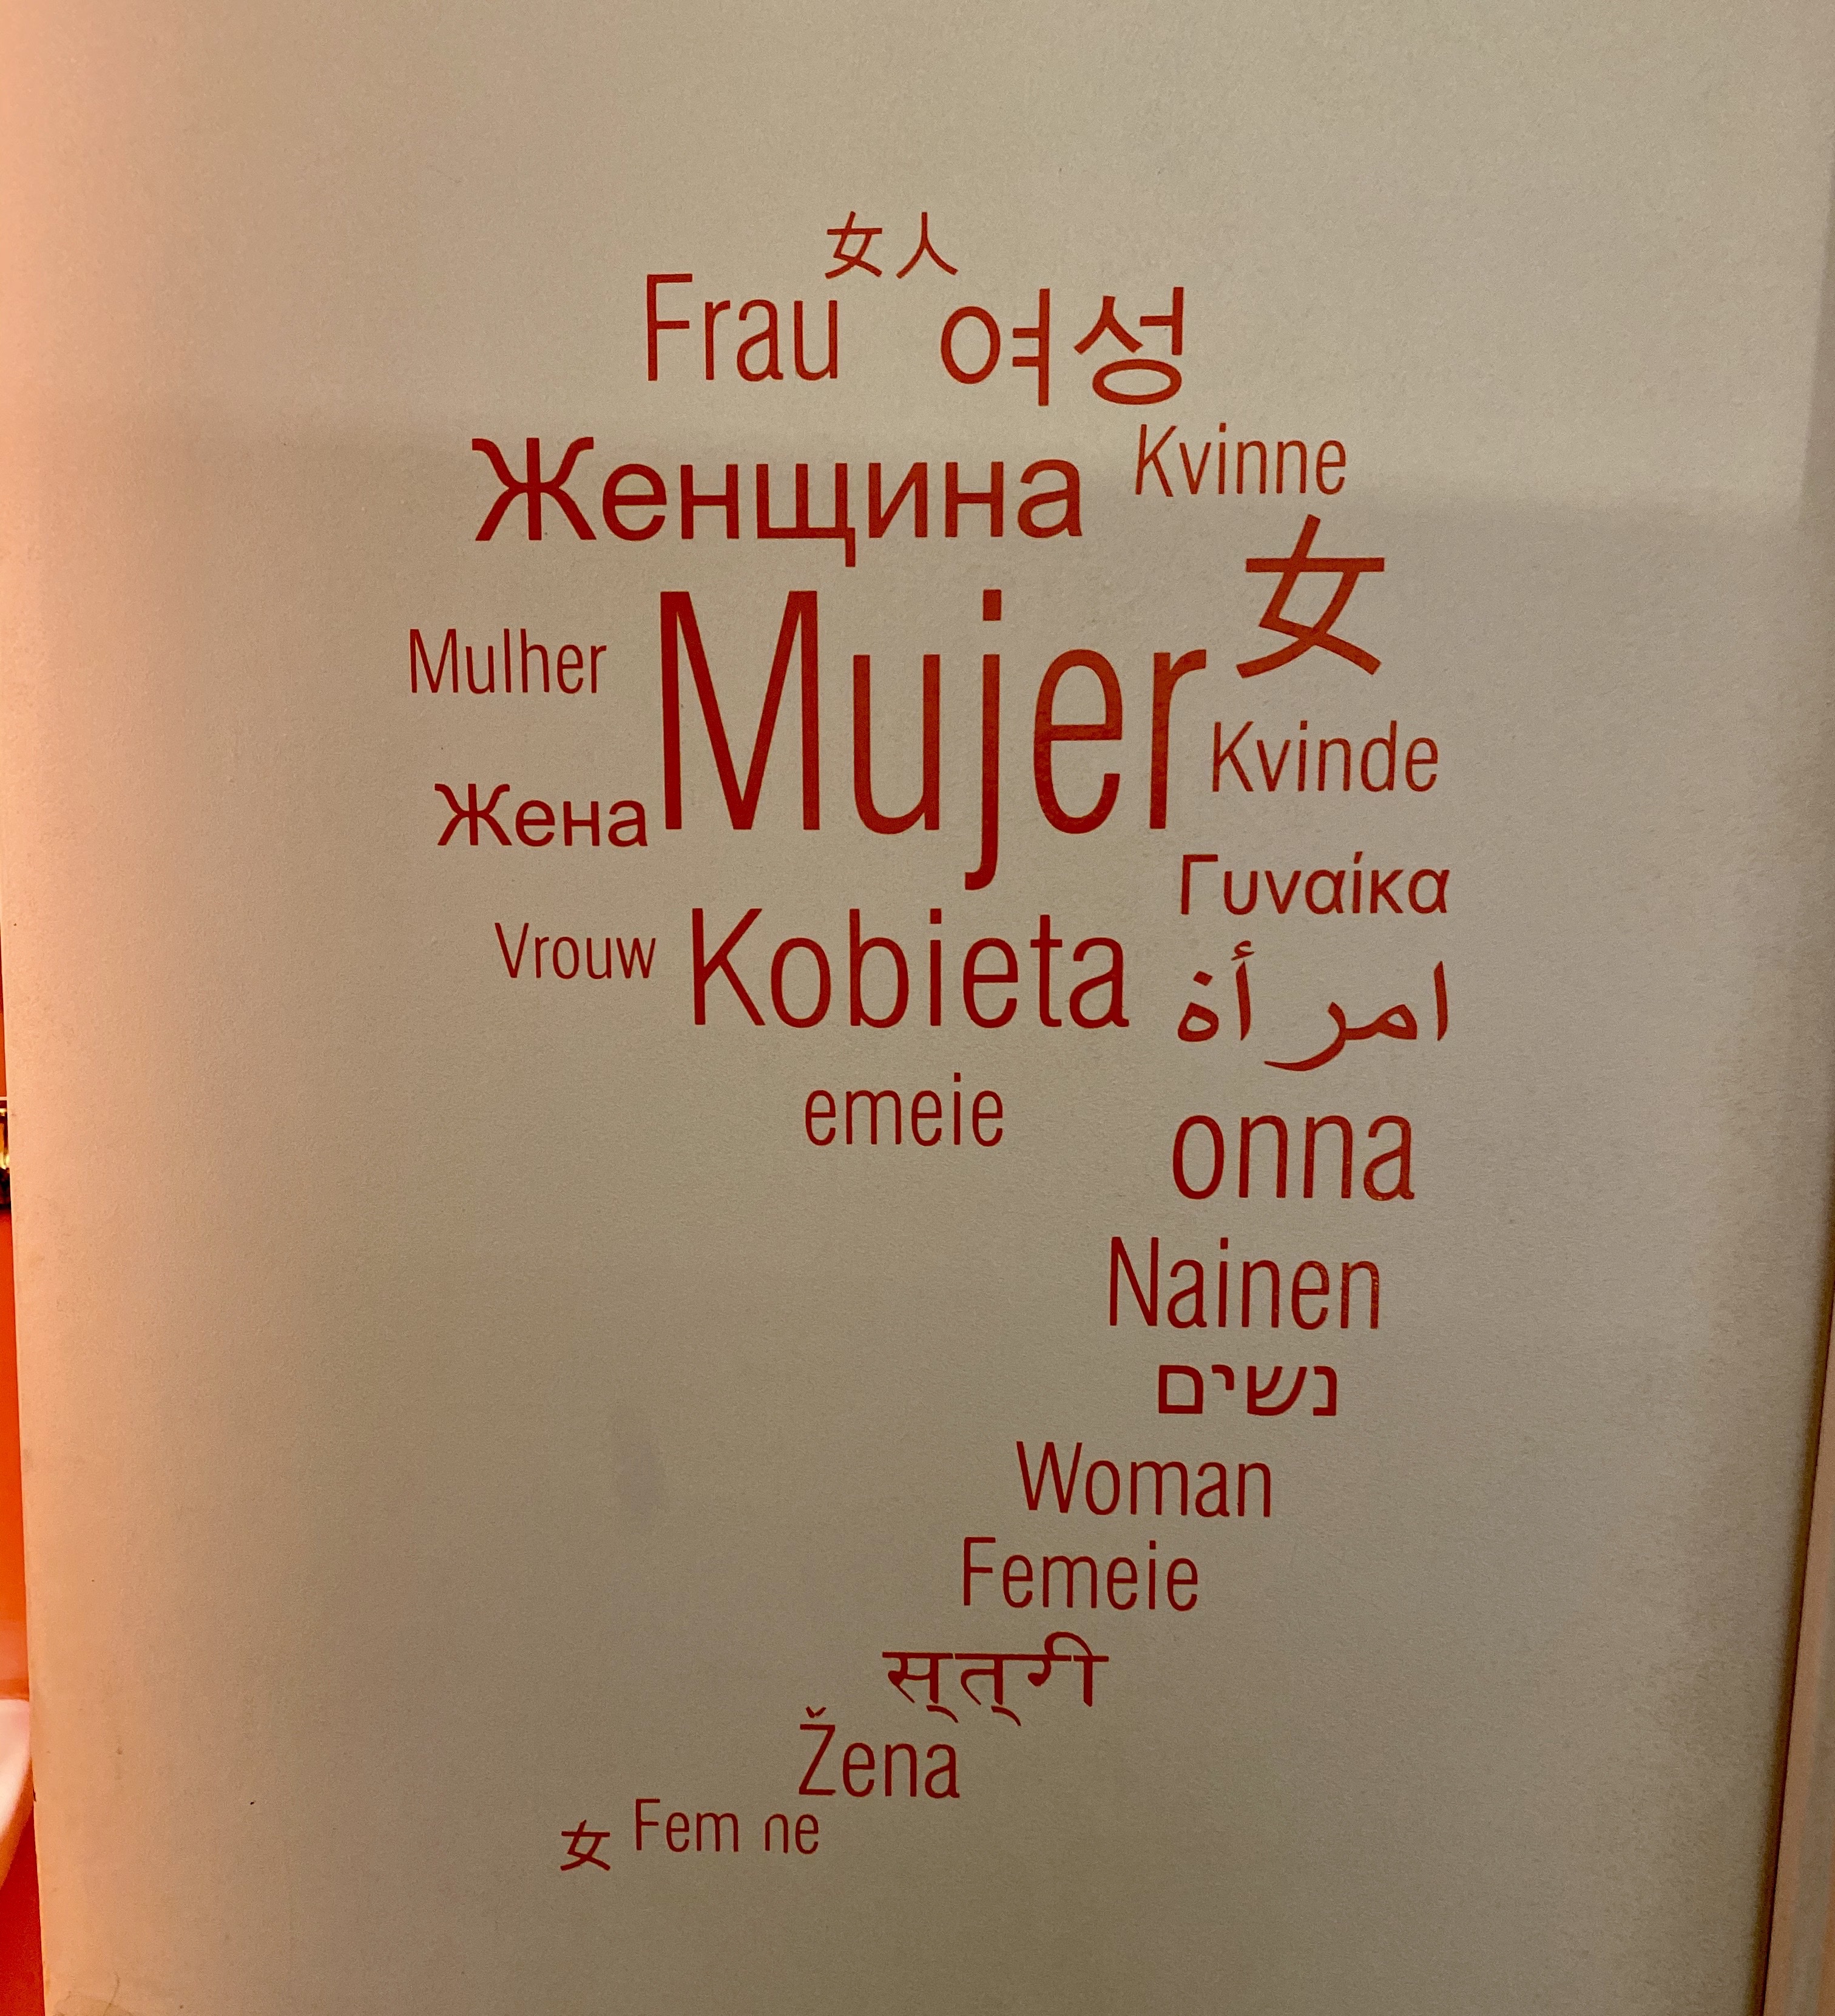 女人
Frau 여성
Женщина Kvinne
女
Mulher Mujer
Kvinde
Жена
Γυναίκα
Vrouw Kobieta امرأة
emeie onna
Nainen
נשים
Woman
Femeie
स्‌त्‌री
Žena
女 Fem ne